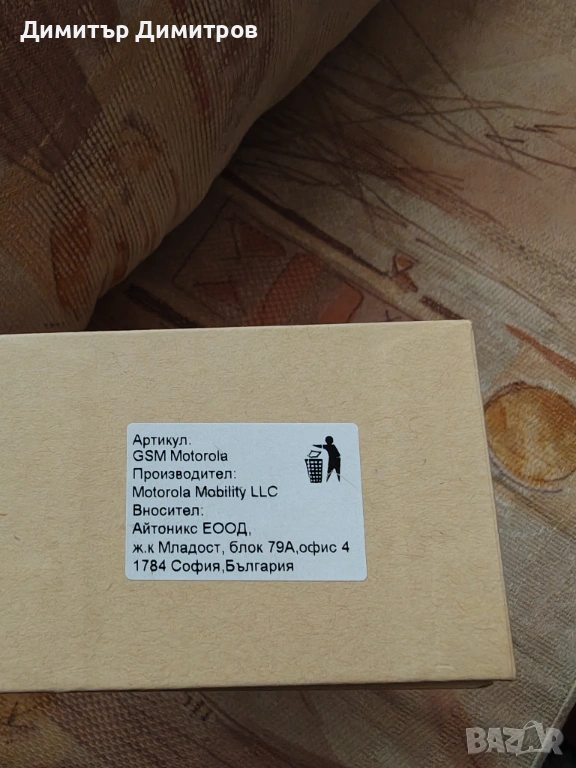 Димитър Димитров
Артикул.
GSM Motorola
Производител:
Motorola Mobility LLC
Вносител:
Айтоникс ЕООД,
ж.к Младост, блок 79А,офис 4
1784 София,България
BAZAR